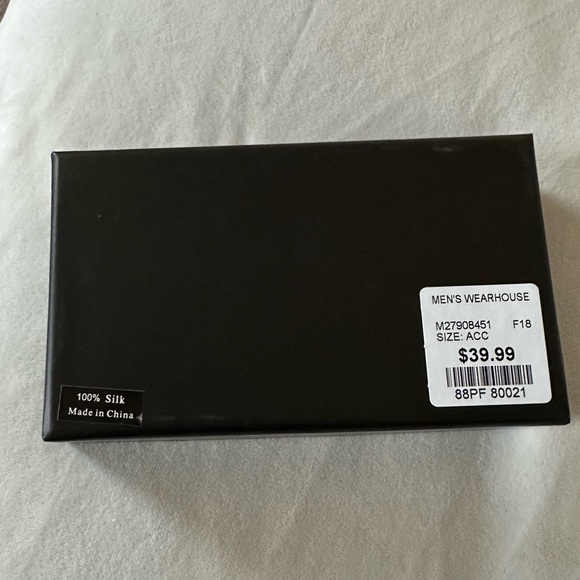 MEN'S WEARHOUSE
M27908451 F18
SIZE: ACC
$39.99
88PF 80021
100% Silk
Made in China